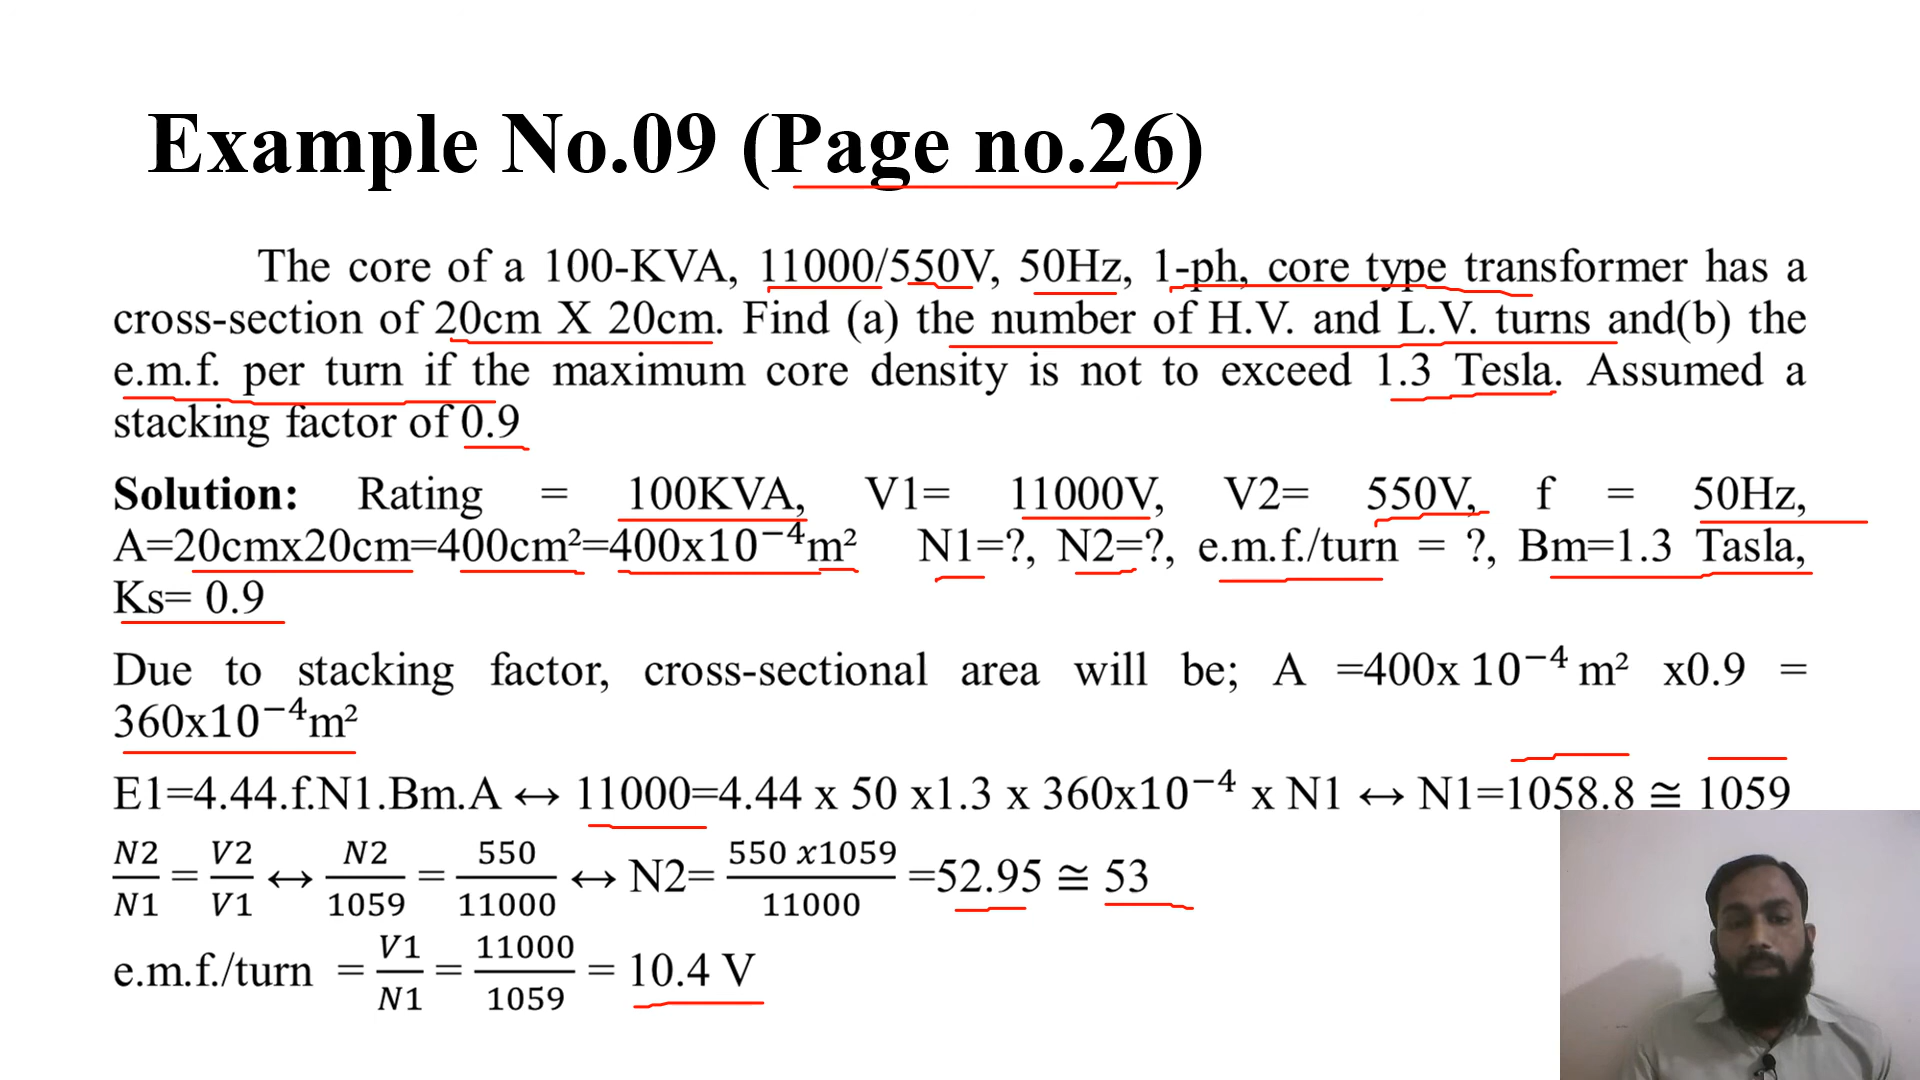 Example No.09 (Page no.26)
The core of a 100-KVA, 11000/550V, 50Hz, 1-ph, core type transformer has a
cross-section of 20cm X 20cm. Find (a) the number of H.V. and L.V. turns and(b) the
e.m.f. per turn if the maximum core density is not to exceed 1.3 Tesla. Assumed a
stacking factor of 0.9
Solution: Rating = 100KVA, V1= 11000V, V2= 550V, f = 50Hz,
A=20cmx20cm=400cm²=400x10⁻⁴m² N1=?, N2=?, e.m.f./turn = ?, Bm=1.3 Tasla,
Ks= 0.9
Due to stacking factor, cross-sectional area will be; A =400x 10⁻⁴ m² x0.9 =
360x10⁻⁴m²
E1=4.44.f.N1.Bm.A ↔ 11000=4.44 x 50 x1.3 x 360x10⁻⁴ x N1 ↔ N1=1058.8 ≅ 1059
N2/N1 = V2/V1 ↔ N2/1059 = 550/11000 ↔ N2= 550 x1059/11000 =52.95 ≅ 53
e.m.f./turn = V1/N1 = 11000/1059 = 10.4 V